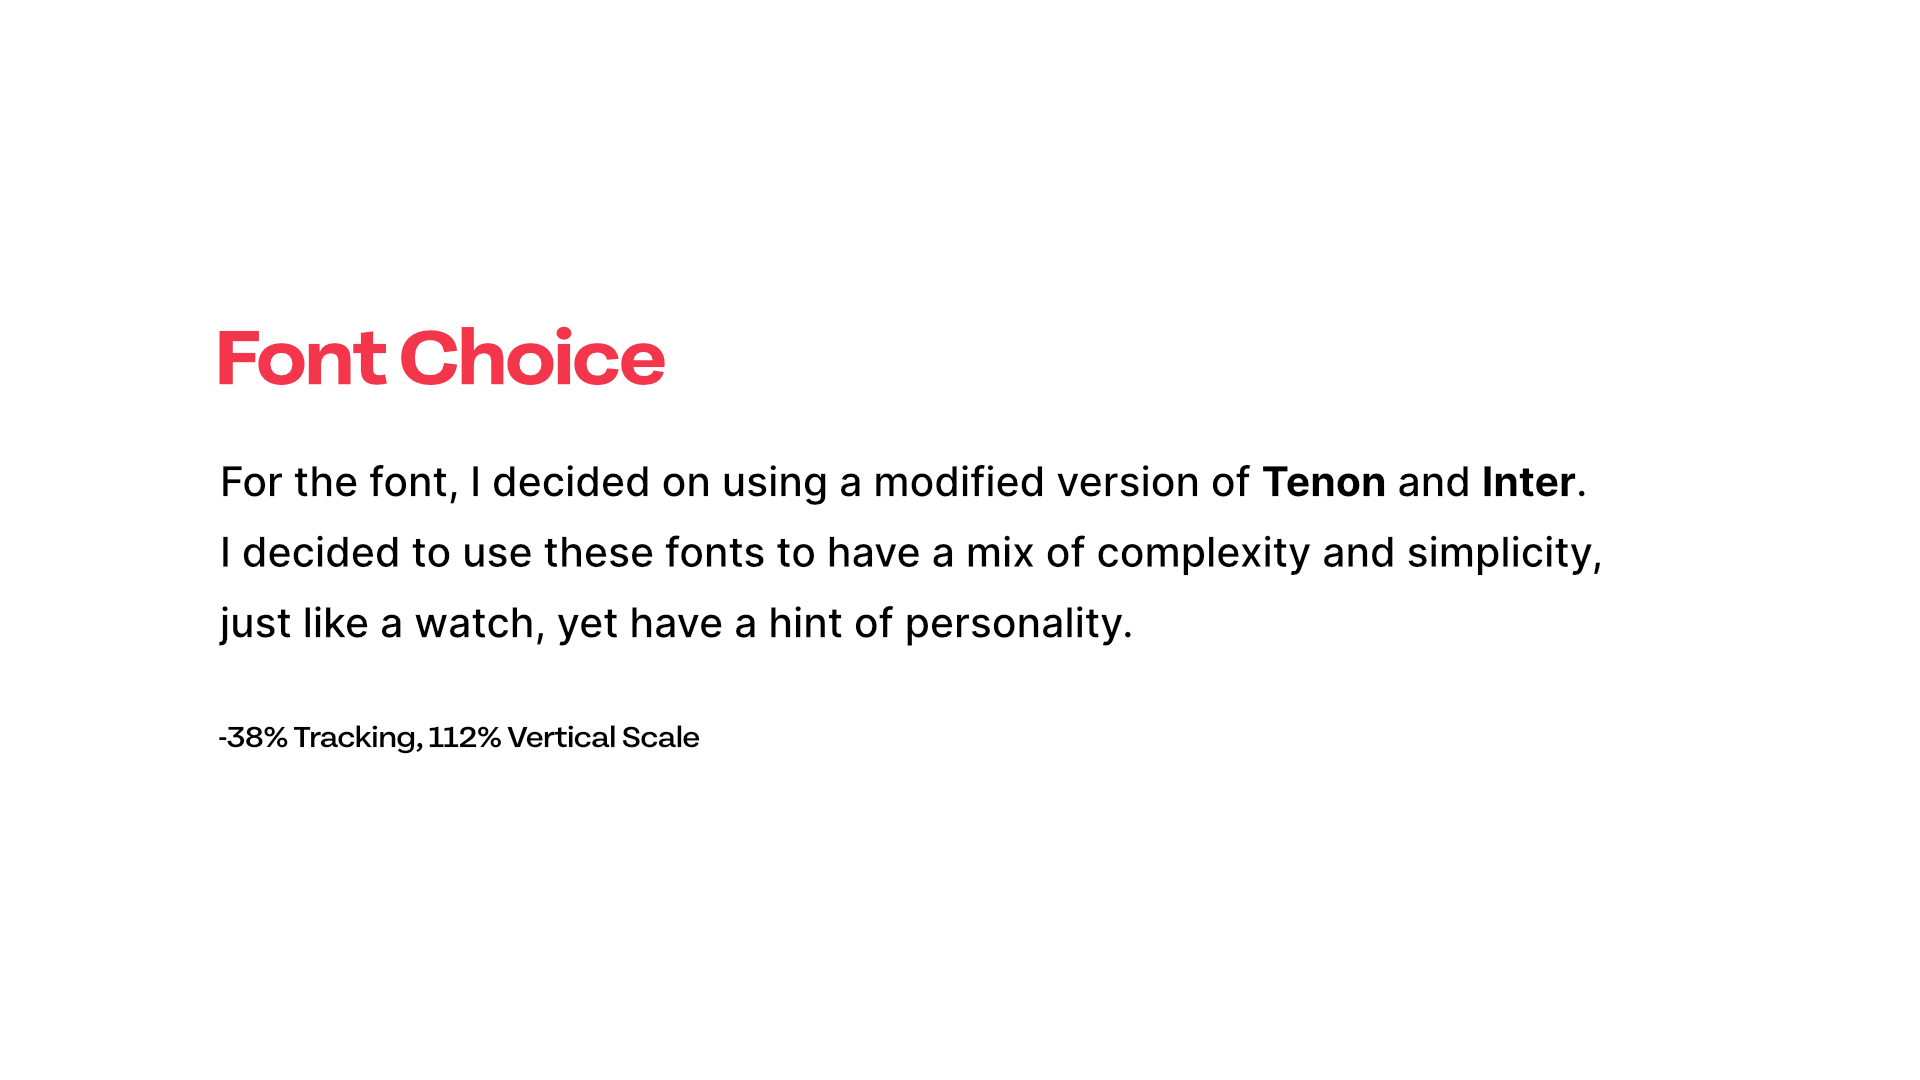 Font Choice
For the font, I decided on using a modified version of Tenon and Inter.
I decided to use these fonts to have a mix of complexity and simplicity,
just like a watch, yet have a hint of personality.
-38% Tracking, 112% Vertical Scale